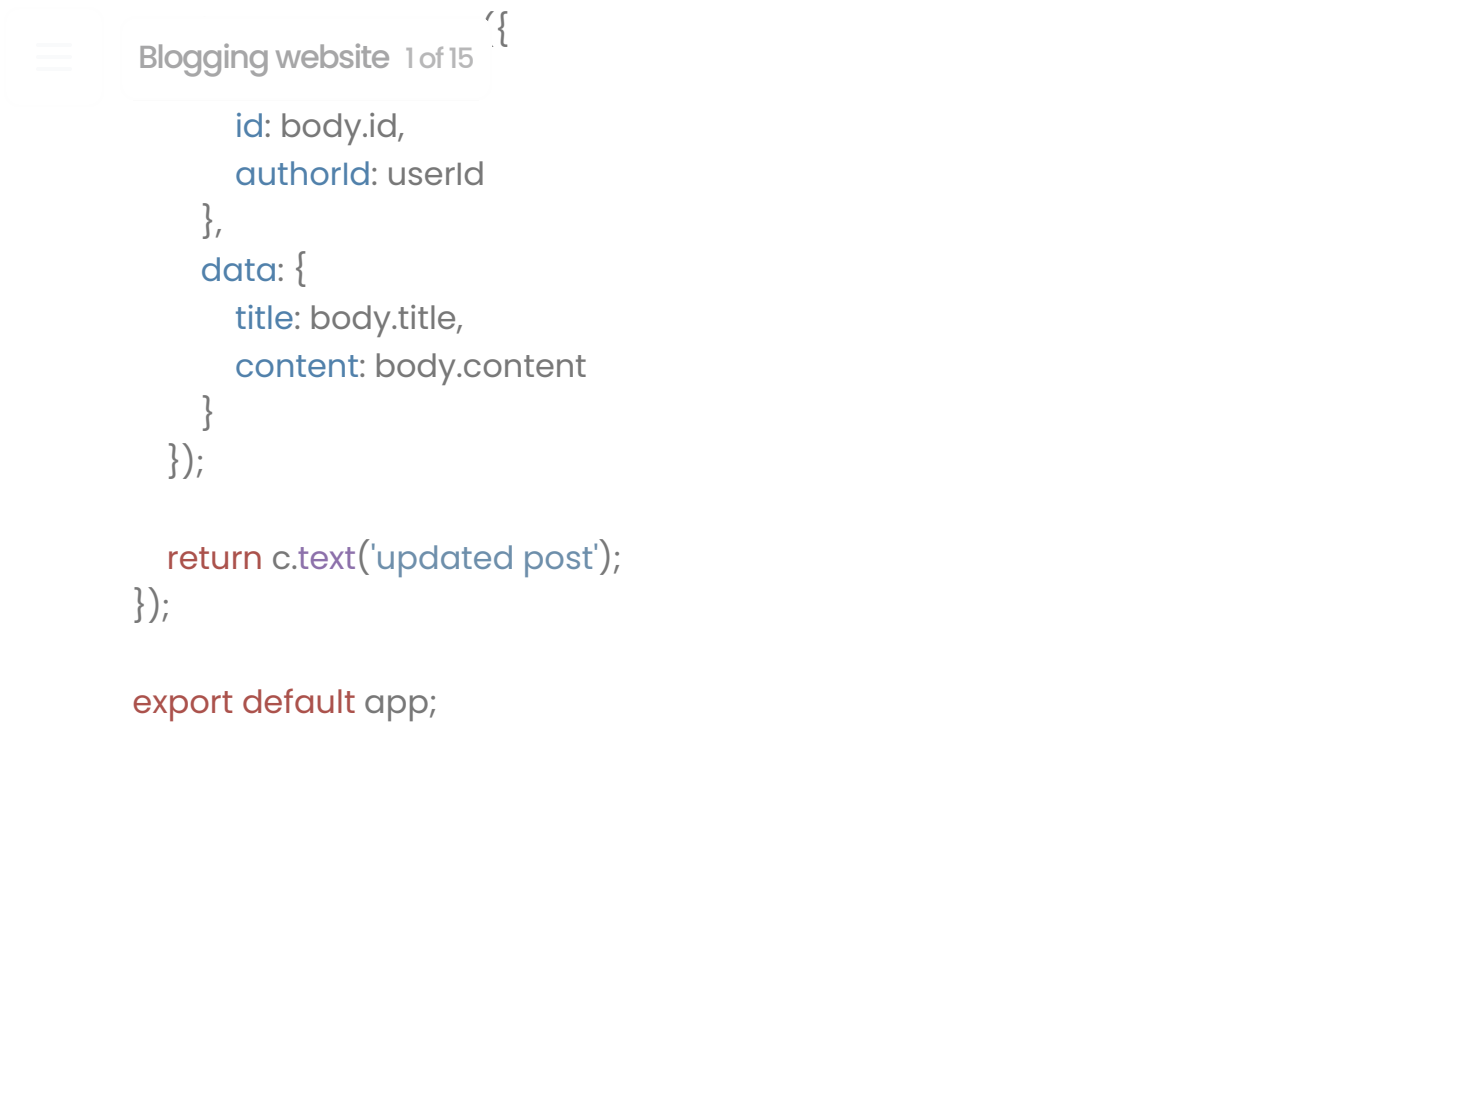 ({
Blogging website 1 of 15
id: body.id,
authorId: userId
},
data: {
title: body.title,
content: body.content
}
});
return c.text('updated post');
});
export default app;